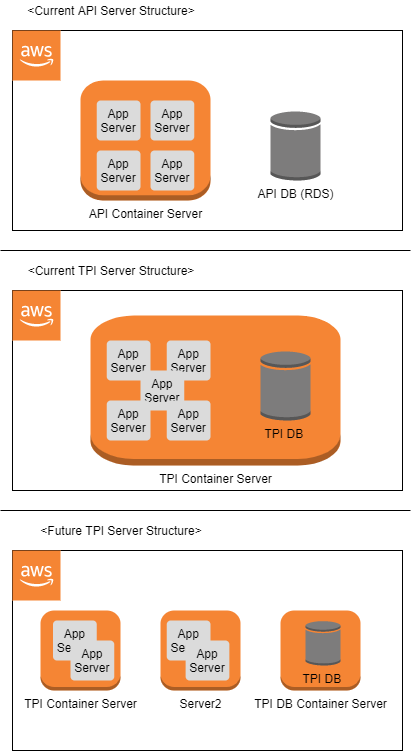 <Current API Server Structure>
aws
App
Server
App
Server
App
Server
App
Server
API DB (RDS)
API Container Server
<Current TPI Server Structure>
aws
App
Server
App
Server
App
Server
App
Server
App
Server
TPI DB
TPI Container Server
<Future TPI Server Structure>
aws
App
Se
App
Server
App
Se
App
Server
TPI DB
TPI Container Server
Server2
TPI DB Container Server